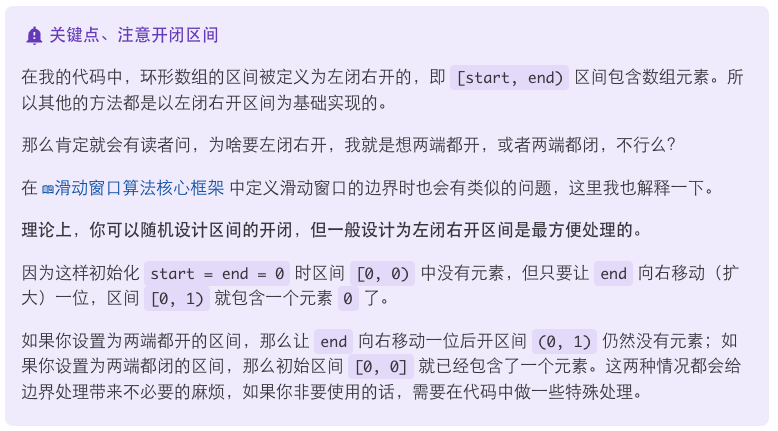 关键点、注意开闭区间
在我的代码中，环形数组的区间被定义为左闭右开的，即 [start, end) 区间包含数组元素。所
以其他的方法都是以左闭右开区间为基础实现的。
那么肯定就会有读者问，为啥要左闭右开，我就是想两端都开，或者两端都闭，不行么？
在 滑动窗口算法核心框架 中定义滑动窗口的边界时也会有类似的问题，这里我也解释一下。
理论上，你可以随机设计区间的开闭，但一般设计为左闭右开区间是最方便处理的。
因为这样初始化 start = end = 0 时区间 [0, 0) 中没有元素，但只要让 end 向右移动（扩
大）一位，区间 [0, 1) 就包含一个元素 0 了。
如果你设置为两端都开的区间，那么让 end 向右移动一位后开区间 (0, 1) 仍然没有元素；如
果你设置为两端都闭的区间，那么初始区间 [0, 0] 就已经包含了一个元素。这两种情况都会给
边界处理带来不必要的麻烦，如果你非要使用的话，需要在代码中做一些特殊处理。